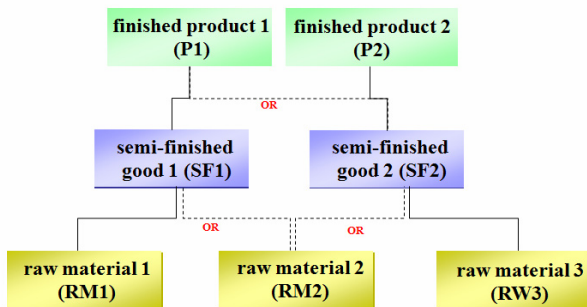 finished product 1
(P1)
finished product 2
(P2)
OR
semi-finished
good 1 (SF1)
semi-finished
good 2 (SF2)
OR
OR
raw material 1
(RM1)
raw material 2
(RM2)
raw material 3
(RW3)